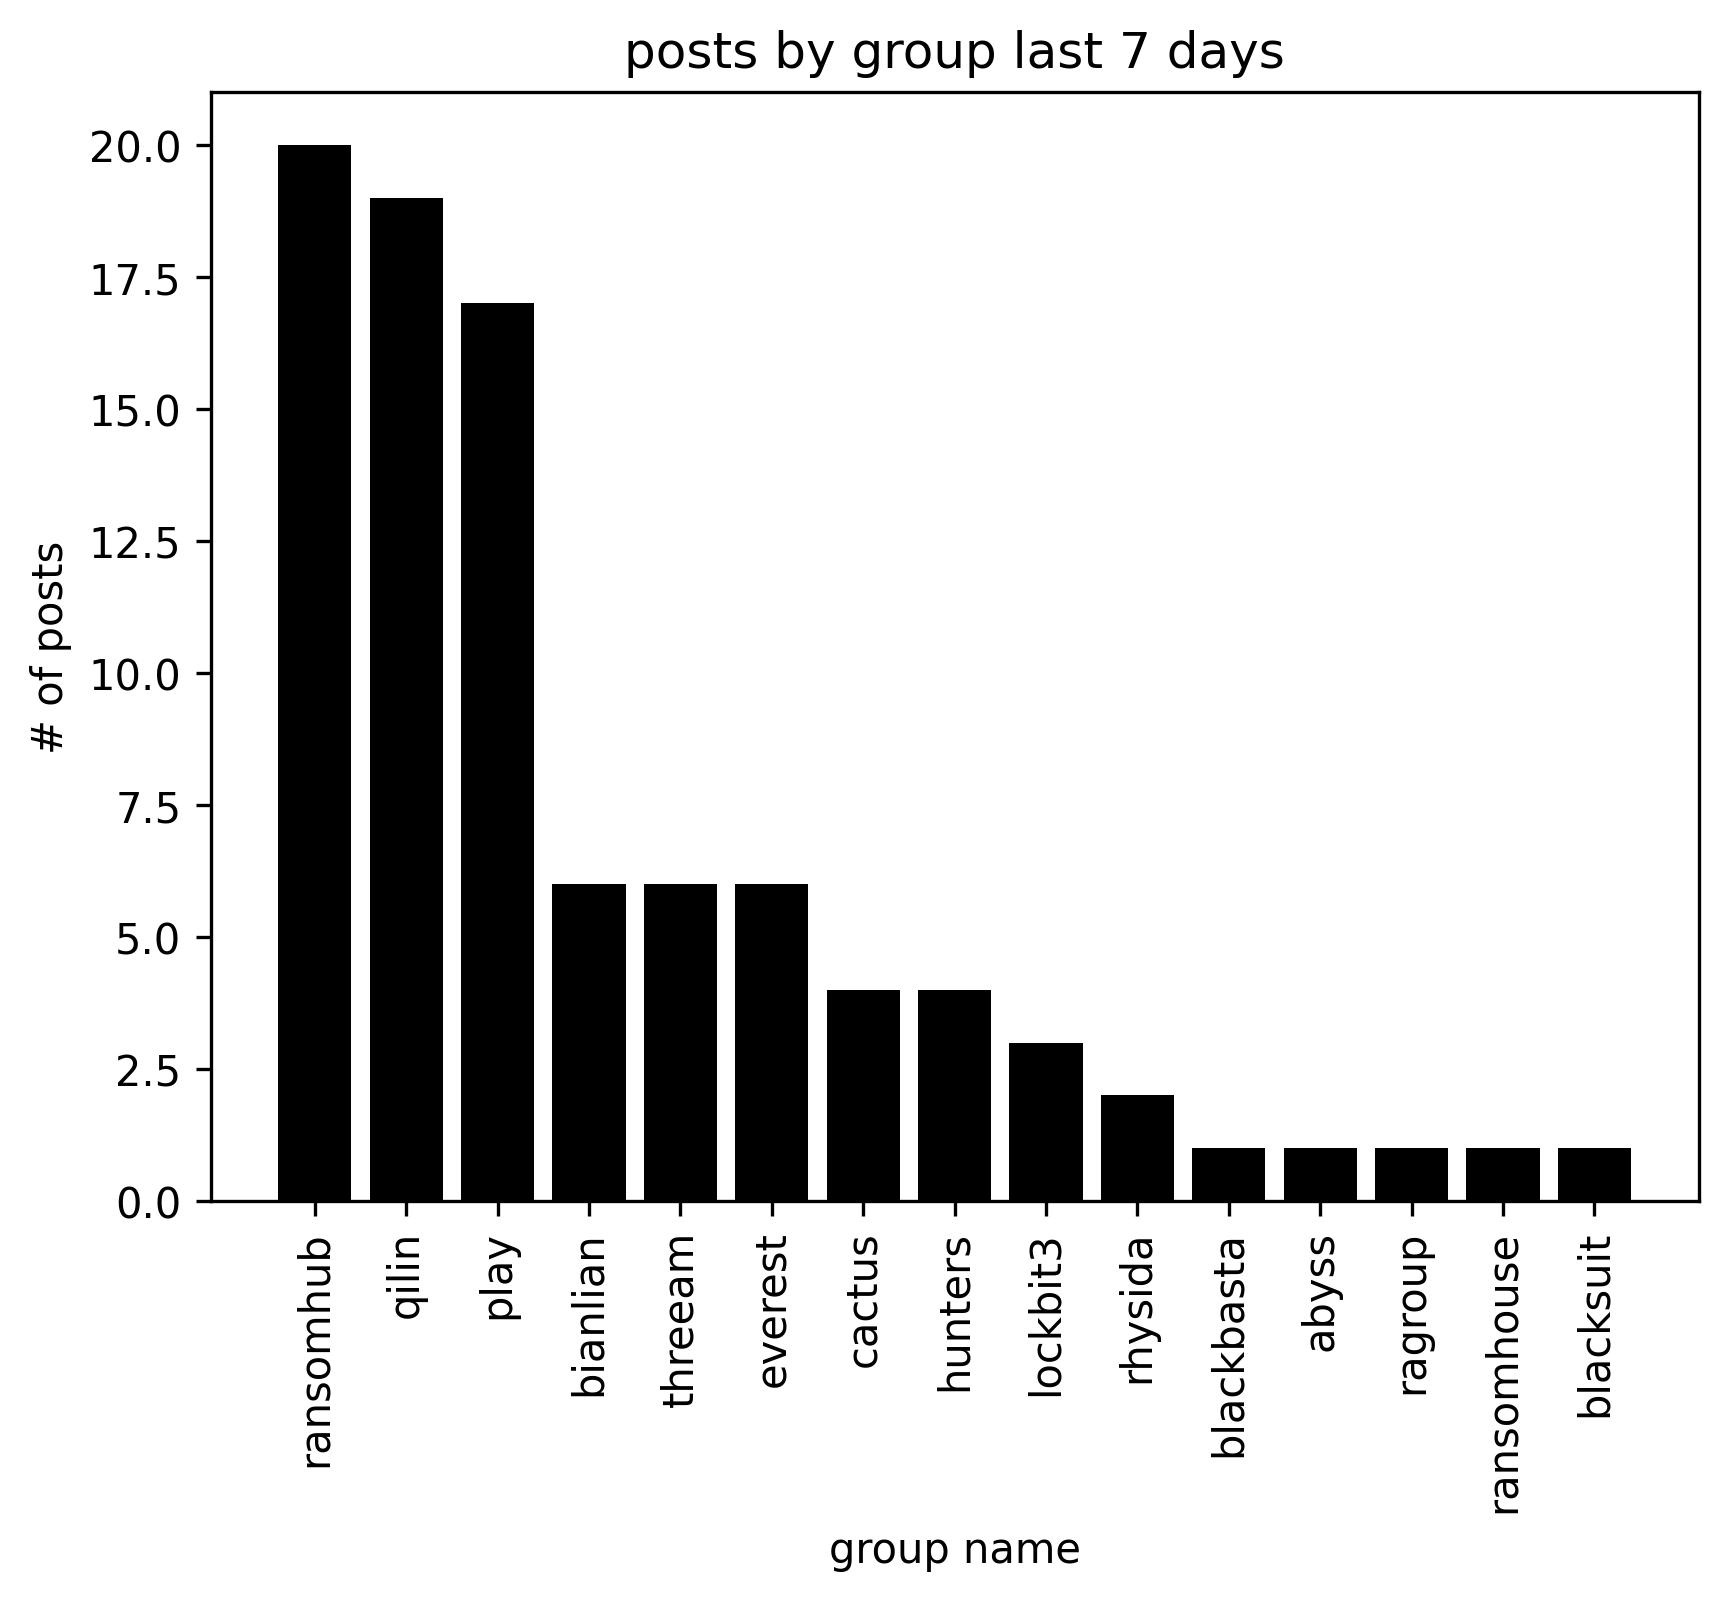 posts by group last 7 days
# of posts
20.0
17.5
15.0
12.5
10.0
7.5
5.0
2.5
0.0
ransomhub
qilin
play
bianlian
threeam
everest
cactus
hunters
lockbit3
rhysida
blackbasta
abyss
ragroup
ransomhouse
blacksuit
group name